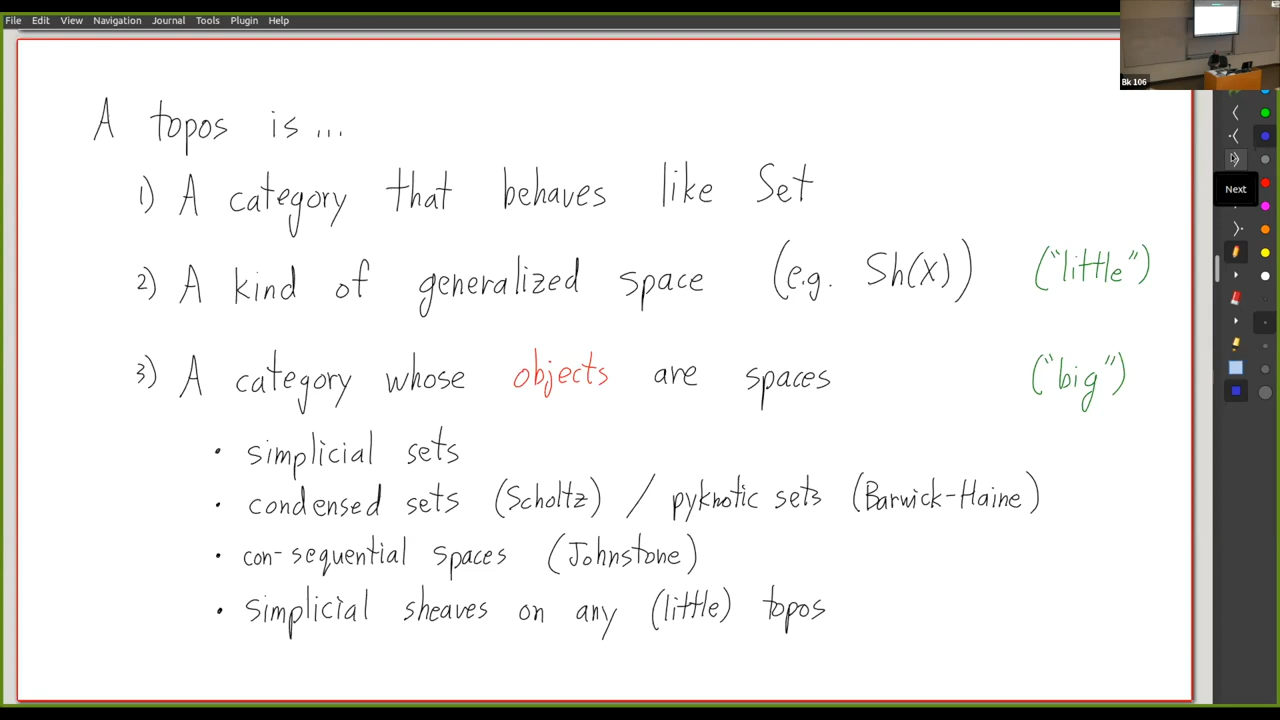 File Edit View Navigation Journal Tools Plugin Help
Bk 106
Next
A topos is...
1) A category that behaves like Set
2) A kind of generalized space (e.g. Sh(X)) ("little")
3) A category whose objects are spaces ("big")
• simplicial sets
• condensed sets (Scholtz) / pyknotic sets (Barwick-Haine)
• con-sequential spaces (Johnstone)
• simplicial sheaves on any (little) topos